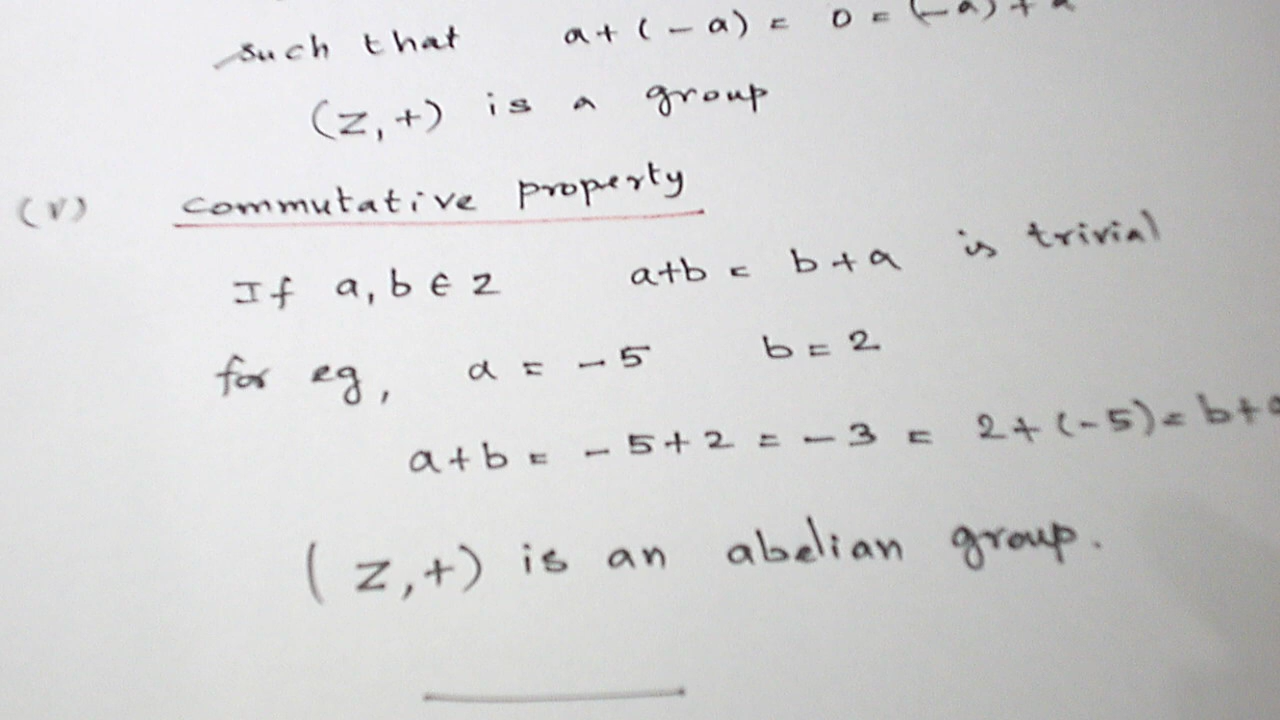 such that a + (-a) = 0 = (-a) + a
(Z, +) is a group
(V) commutative property
If a, b ∈ Z a+b = b+a is trivial
for eg, a = -5 b = 2
a+b = -5+2 = -3 = 2+(-5) = b+a
(Z, +) is an abelian group.